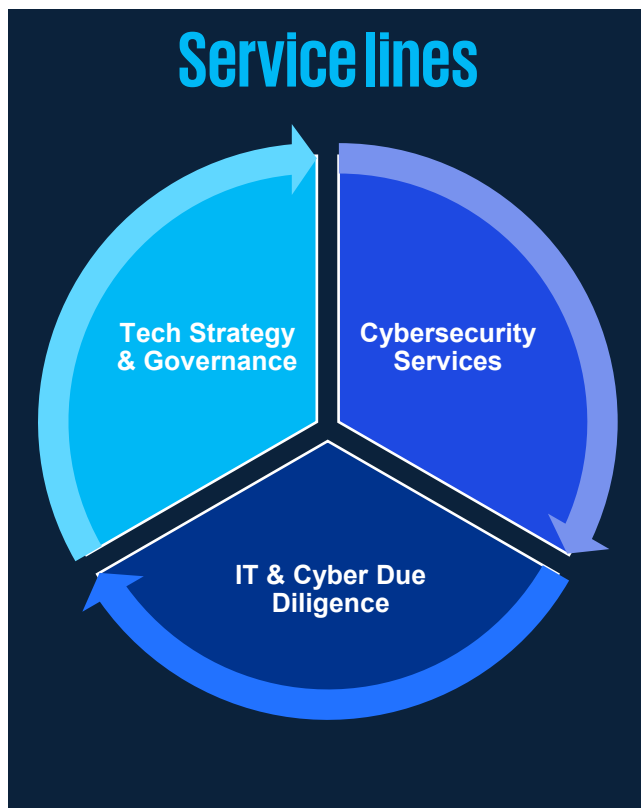 Service lines
Tech Strategy
& Governance
Cybersecurity
Services
IT & Cyber Due
Diligence